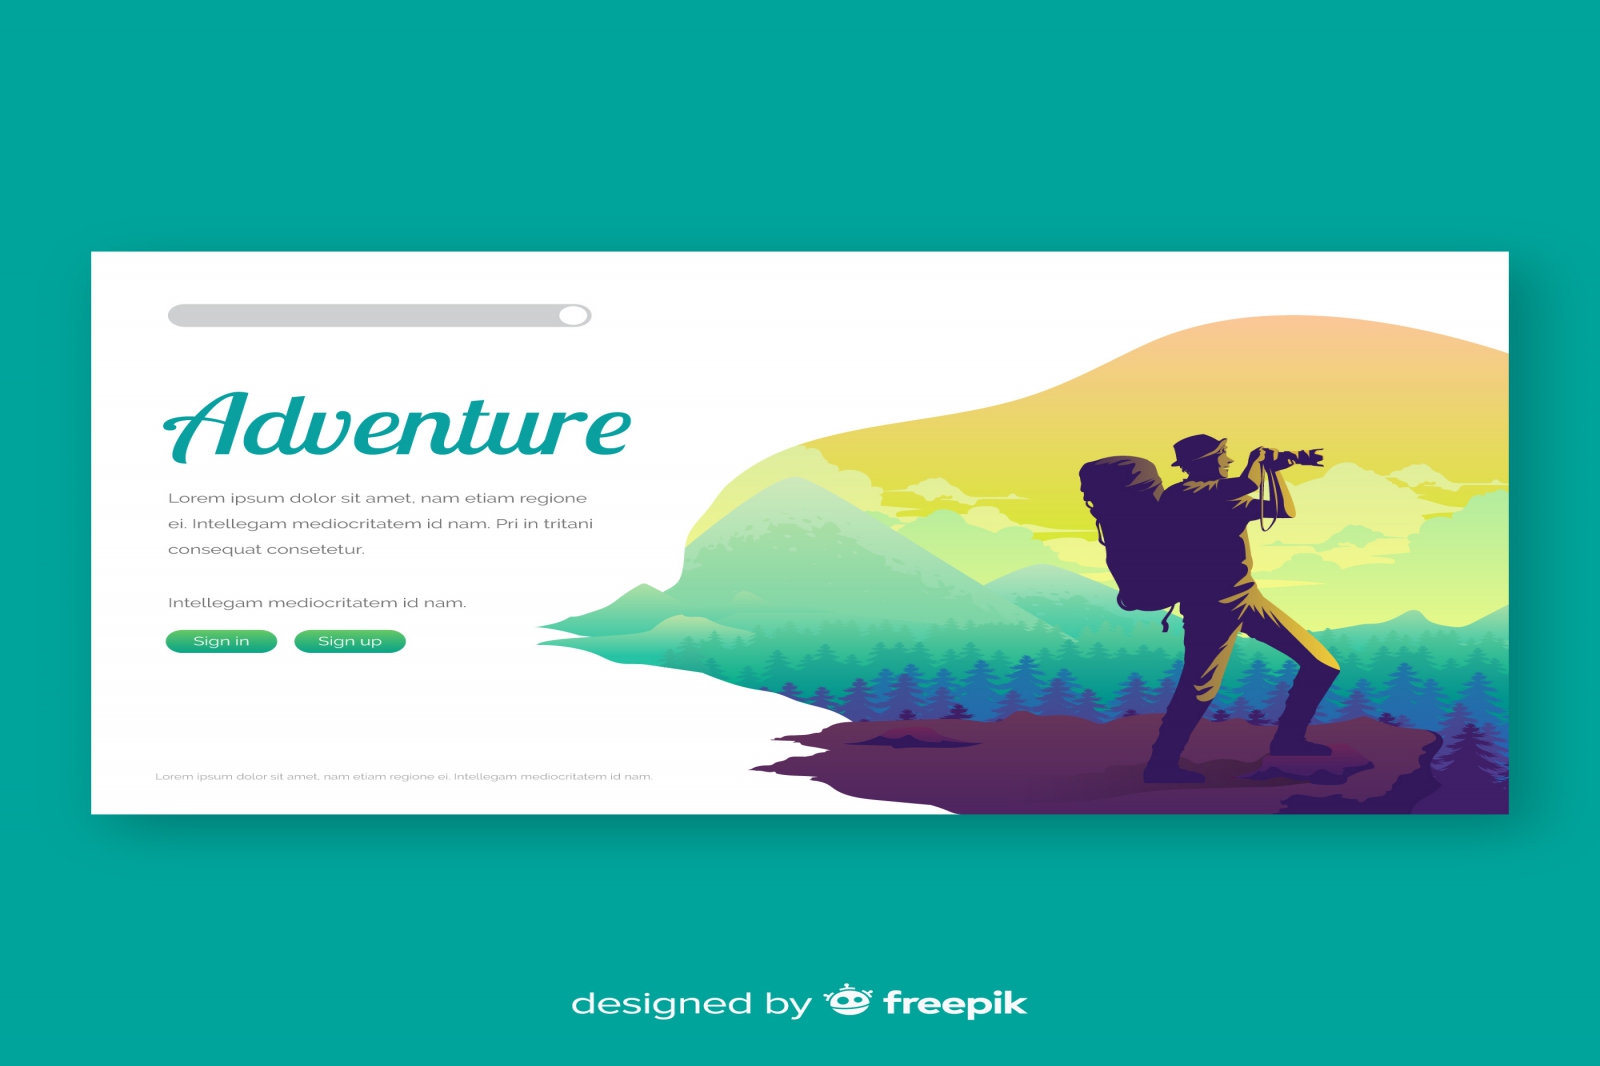 Adventure
Lorem ipsum dolor sit amet, nam etiam regione
ei. Intellegam mediocritatem id nam. Pri in tritani
consequat consetetur.
Intellegam mediocritatem id nam.
Sign in Sign up
Lorem ipsum dolor sit amet, nam etiam regione ei. Intellegam mediocritatem id nam.
designed by freepik